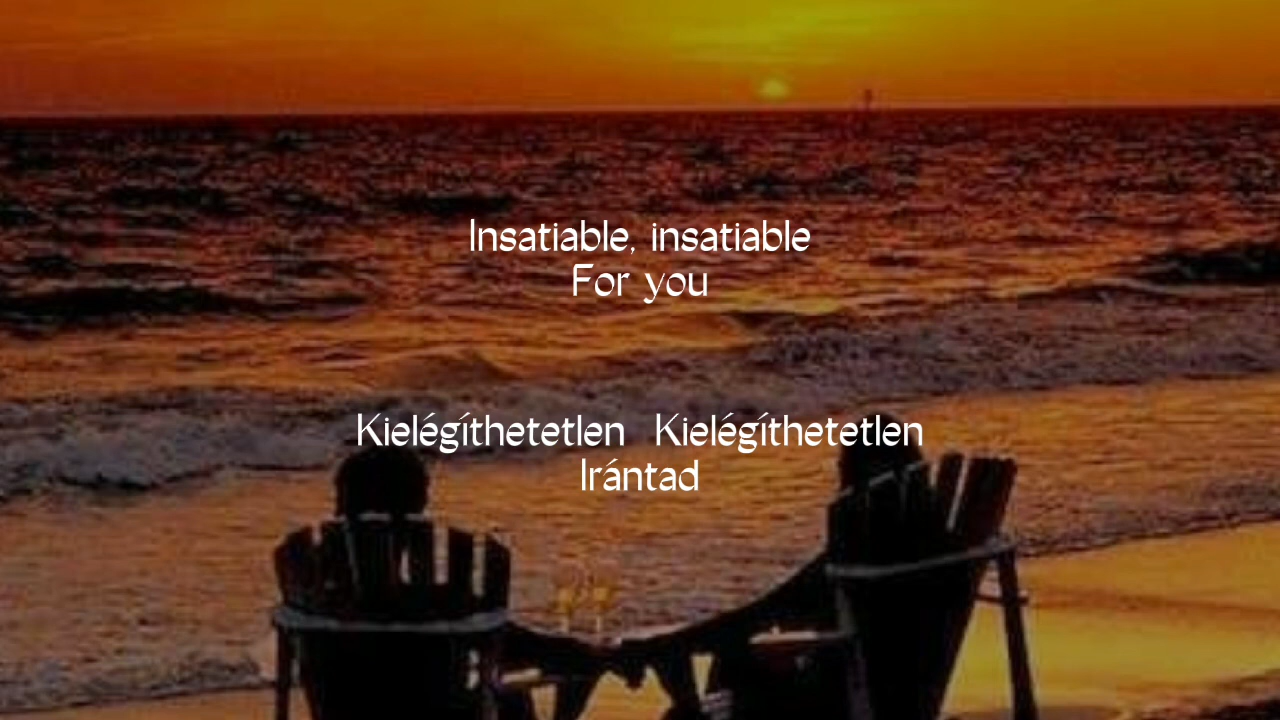 Insatiable, insatiable
For you
Kielégíthetetlen Kielégíthetetlen
Irántad